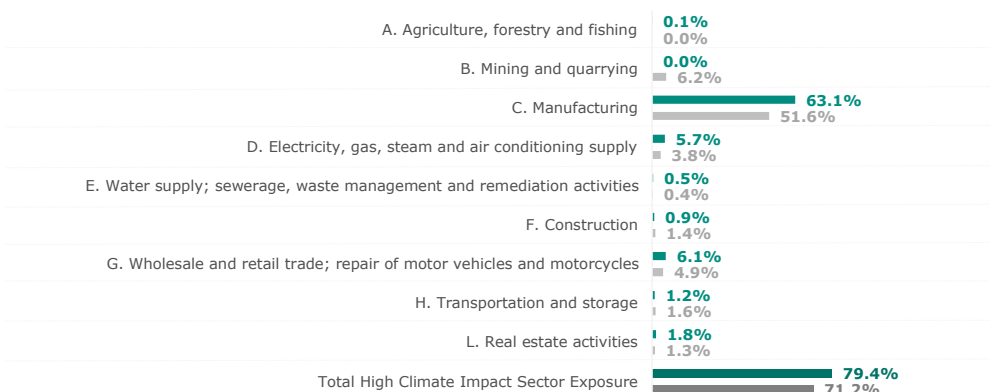 A. Agriculture, forestry and fishing
0.1%
0.0%
B. Mining and quarrying
0.0%
6.2%
C. Manufacturing
63.1%
51.6%
D. Electricity, gas, steam and air conditioning supply
5.7%
3.8%
E. Water supply; sewerage, waste management and remediation activities
0.5%
0.4%
F. Construction
0.9%
1.4%
G. Wholesale and retail trade; repair of motor vehicles and motorcycles
6.1%
4.9%
H. Transportation and storage
1.2%
1.6%
L. Real estate activities
1.8%
1.3%
Total High Climate Impact Sector Exposure
79.4%
71.2%